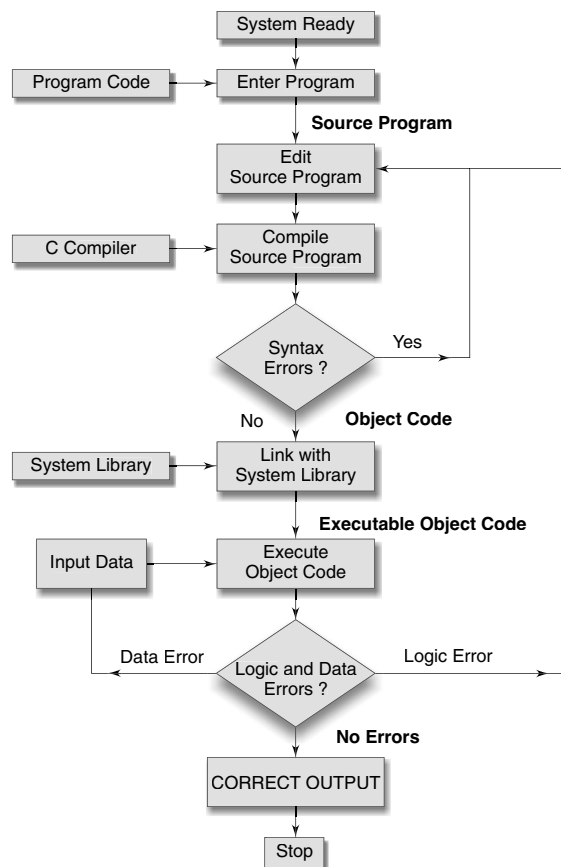 System Ready
Program Code
Enter Program
Source Program
Edit
Source Program
C Compiler
Compile
Source Program
Syntax
Errors ?
Yes
No
Object Code
System Library
Link with
System Library
Executable Object Code
Input Data
Execute
Object Code
Data Error
Logic and Data
Errors ?
Logic Error
No Errors
CORRECT OUTPUT
Stop